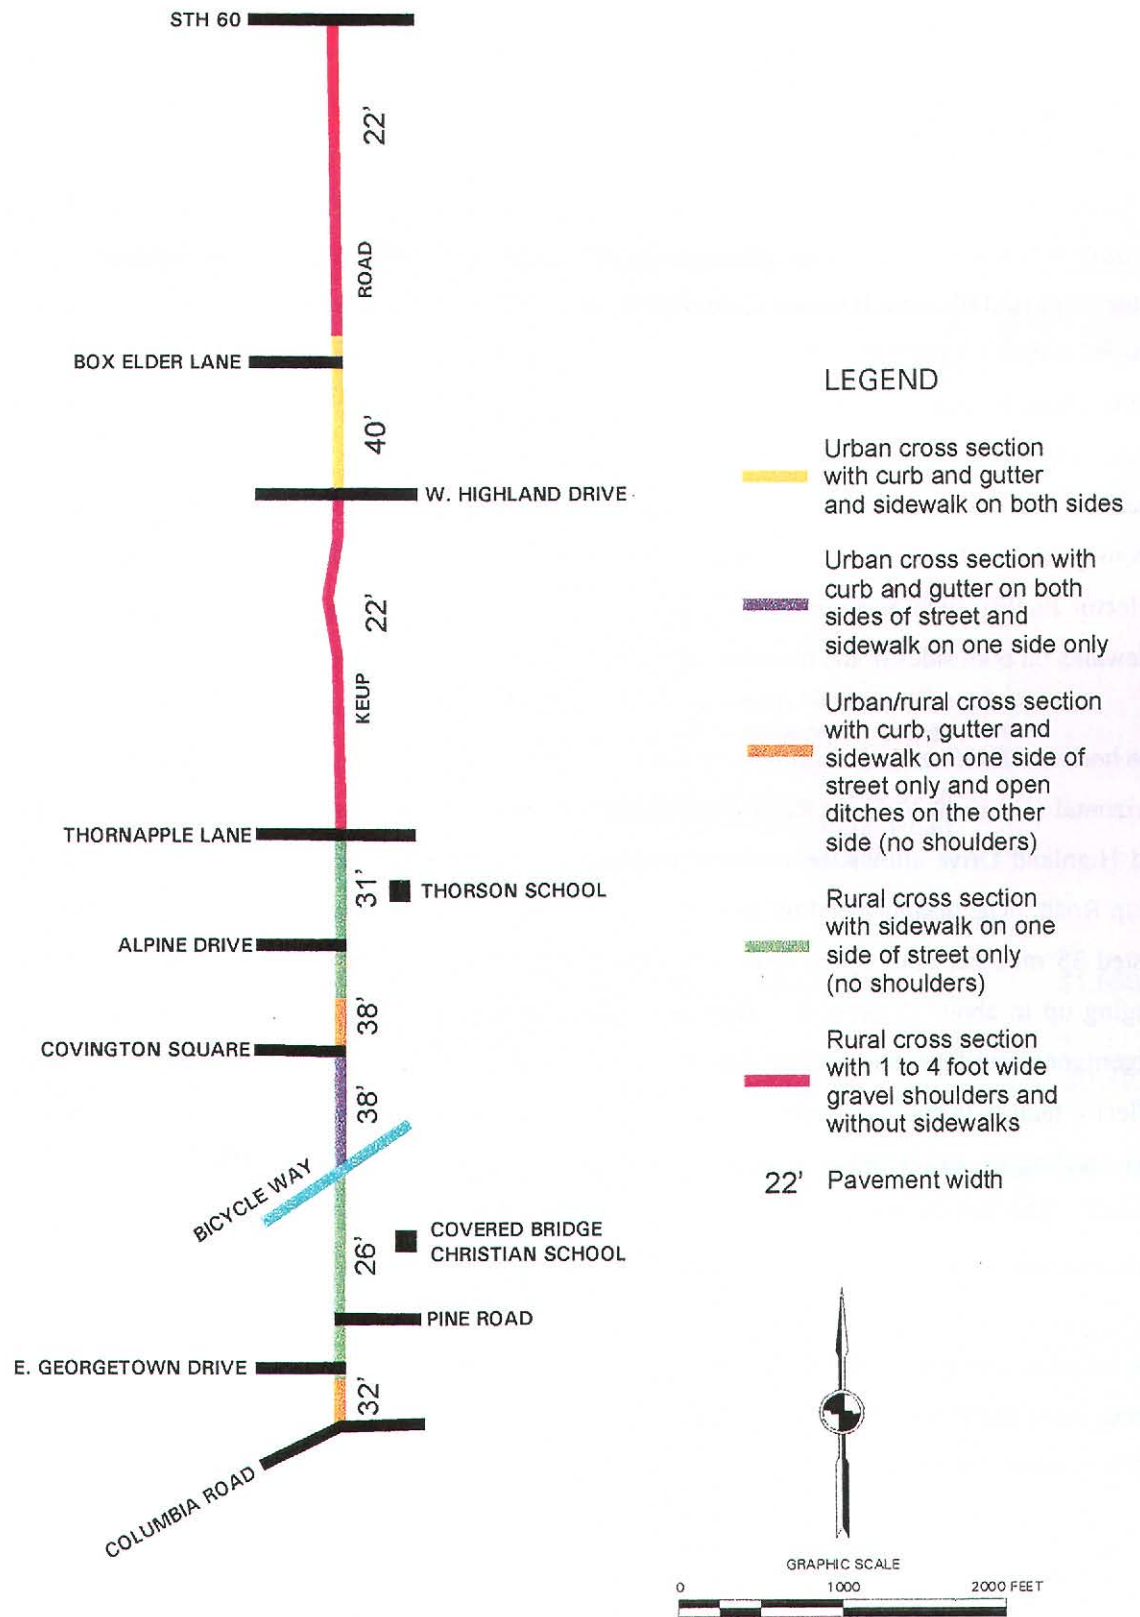 STH 60
22'
ROAD
BOX ELDER LANE
40'
W. HIGHLAND DRIVE
22'
KEUP
THORNAPPLE LANE
31'
THORSON SCHOOL
ALPINE DRIVE
38'
COVINGTON SQUARE
38'
BICYCLE WAY
COVERED BRIDGE
CHRISTIAN SCHOOL
26'
PINE ROAD
E. GEORGETOWN DRIVE
32'
COLUMBIA ROAD
LEGEND
Urban cross section
with curb and gutter
and sidewalk on both sides
Urban cross section with
curb and gutter on both
sides of street and
sidewalk on one side only
Urban/rural cross section
with curb, gutter and
sidewalk on one side of
street only and open
ditches on the other
side (no shoulders)
Rural cross section
with sidewalk on one
side of street only
(no shoulders)
Rural cross section
with 1 to 4 foot wide
gravel shoulders and
without sidewalks
22' Pavement width
GRAPHIC SCALE
0 1000 2000 FEET